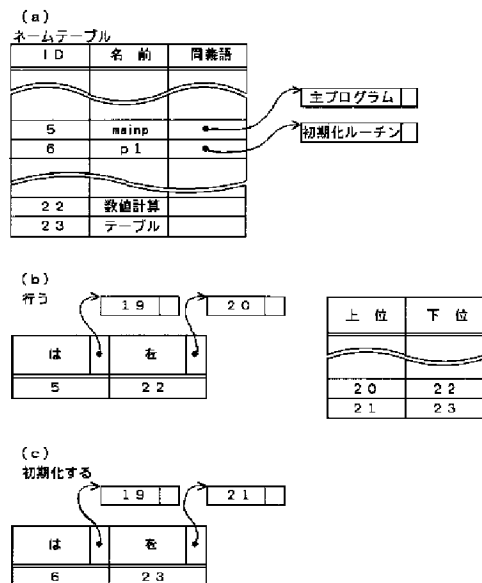 (a)
ネームテーブル
ID 名前 同義語
主プログラム
5 mainp
初期化ルーチン
6 p1
22 数値計算
23 テーブル
(b)
行う
19 20
上位 下位
は を
5 22
20 22
21 23
(c)
初期化する
19 21
は を
6 23